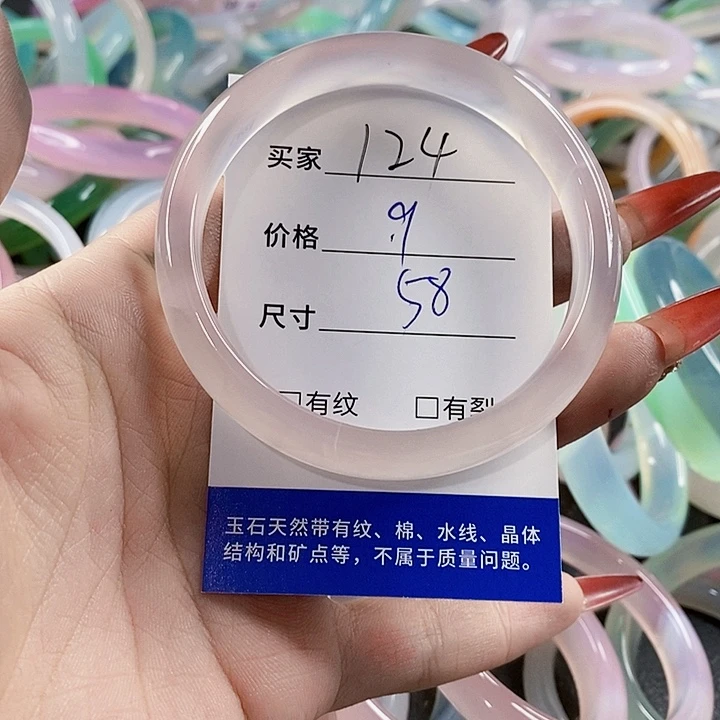 买家 124
价格 9
尺寸 58
□有纹 □有裂
玉石天然带有纹、棉、水线、晶体
结构和矿点等，不属于质量问题。